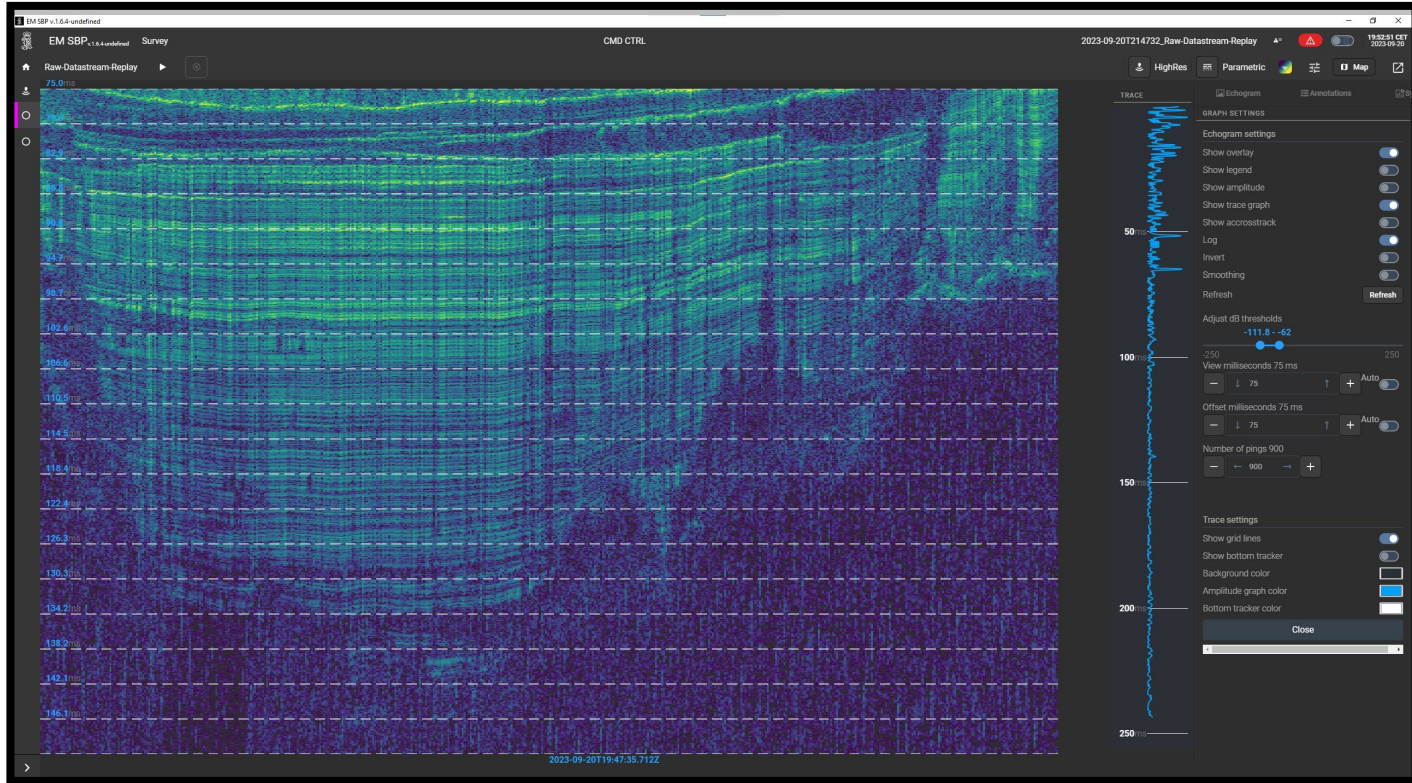 EM SBP v.1.6.4-undefined
EM SBP v.1.6.4-undefined Survey CMD CTRL 2023-09-20T214732_Raw-Datastream-Replay 19:52:51 CET
2023-09-20
Raw-Datastream-Replay HighRes Parametric Map
75.0ms
82.9
90.8
94.7ms
98.7ms
102.6ms
106.6ms
110.5ms
114.5ms
118.4ms
122.4ms
126.3ms
130.3ms
134.2ms
138.2ms
142.1ms
146.1ms
2023-09-20T19:47:35.712Z
TRACE
50ms
100ms
150ms
200ms
250ms
Echogram Annotations
GRAPH SETTINGS
Echogram settings
Show overlay
Show legend
Show amplitude
Show trace graph
Show accrosstrack
Log
Invert
Smoothing
Refresh Refresh
Adjust dB thresholds
-111.8 - -62
-250 250
View milliseconds 75 ms
− ↓ 75 ↑ + Auto
Offset milliseconds 75 ms
− ↓ 75 ↑ + Auto
Number of pings 900
− ← 900 → +
Trace settings
Show grid lines
Show bottom tracker
Background color
Amplitude graph color
Bottom tracker color
Close